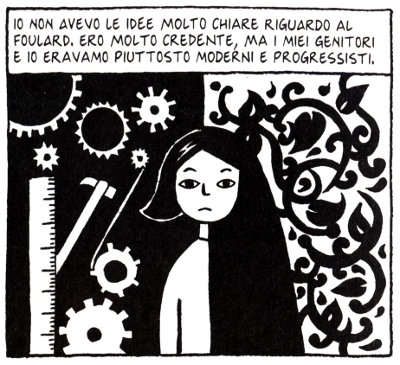 IO NON AVEVO LE IDEE MOLTO CHIARE RIGUARDO AL
FOULARD. ERO MOLTO CREDENTE, MA I MIEI GENITORI
E IO ERAVAMO PIUTTOSTO MODERNI E PROGRESSISTI.